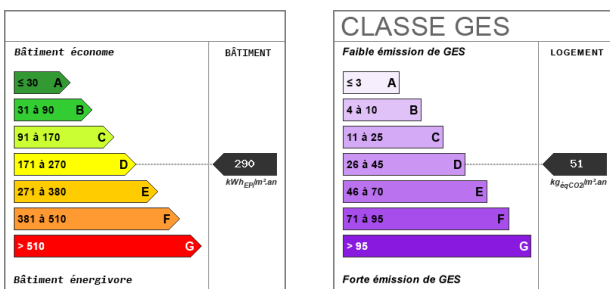 Bâtiment économe
BÂTIMENT
≤ 30 A
31 à 90 B
91 à 170 C
171 à 270 D
290
kWhEP/m².an
271 à 380 E
381 à 510 F
> 510 G
Bâtiment énergivore
CLASSE GES
Faible émission de GES
LOGEMENT
≤ 3 A
4 à 10 B
11 à 25 C
26 à 45 D
51
kgéqCO2/m².an
46 à 70 E
71 à 95 F
> 95 G
Forte émission de GES